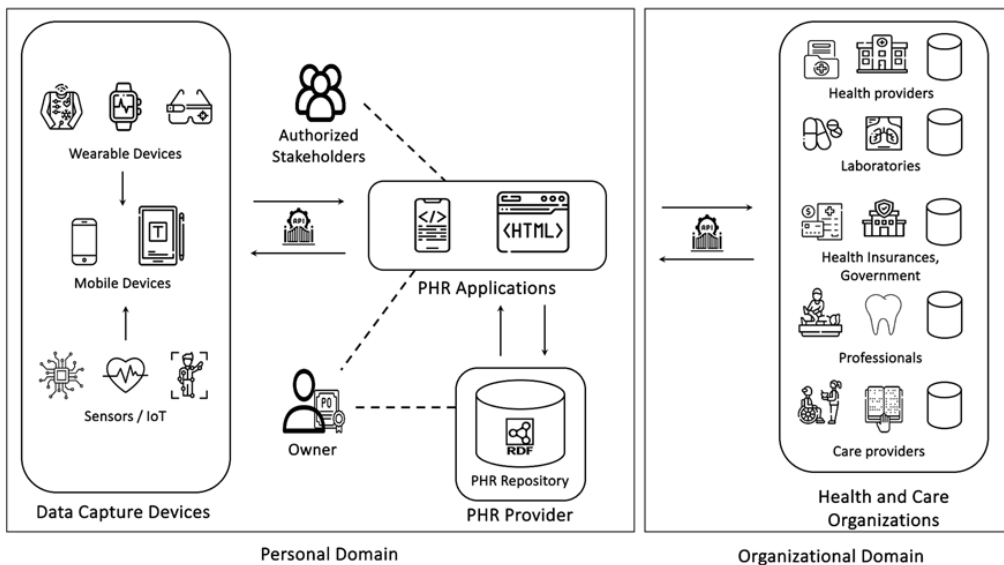 Wearable Devices
Mobile Devices
T
Sensors / IoT
Data Capture Devices
API
Authorized
Stakeholders
</>
<HTML>
PHR Applications
PO
Owner
RDF
PHR Repository
PHR Provider
Personal Domain
API
Health providers
Laboratories
$
Health Insurances,
Government
Professionals
Care providers
Health and Care
Organizations
Organizational Domain